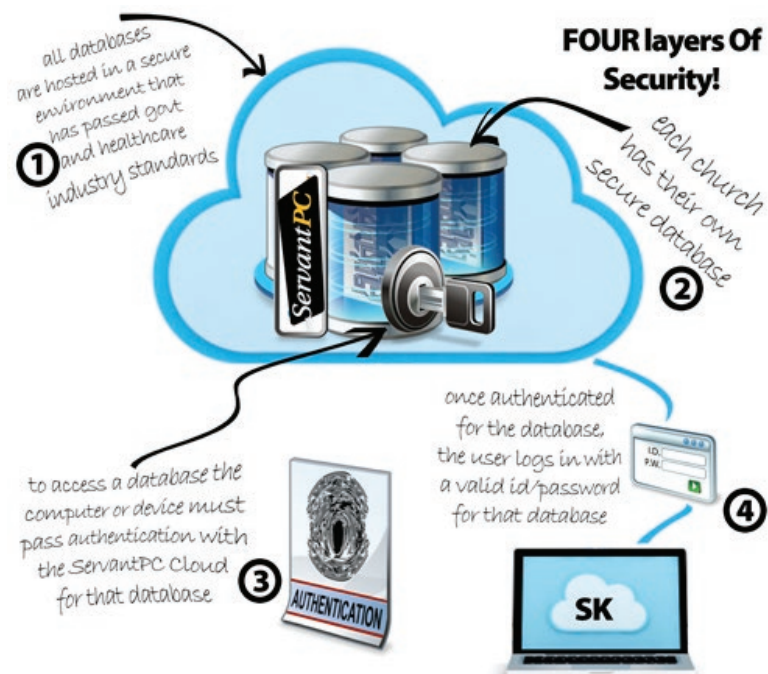 FOUR layers Of
Security!
all databases
are hosted in a secure
environment that
has passed govt
and healthcare
industry standards
1
each church
has their own
secure database
2
ServantPC
to access a database the
computer or device must
pass authentication with
the ServantPC Cloud
for that database
3
AUTHENTICATION
once authenticated
for the database,
the user logs in with
a valid id/password
for that database
4
I.D.
P.W.
SK